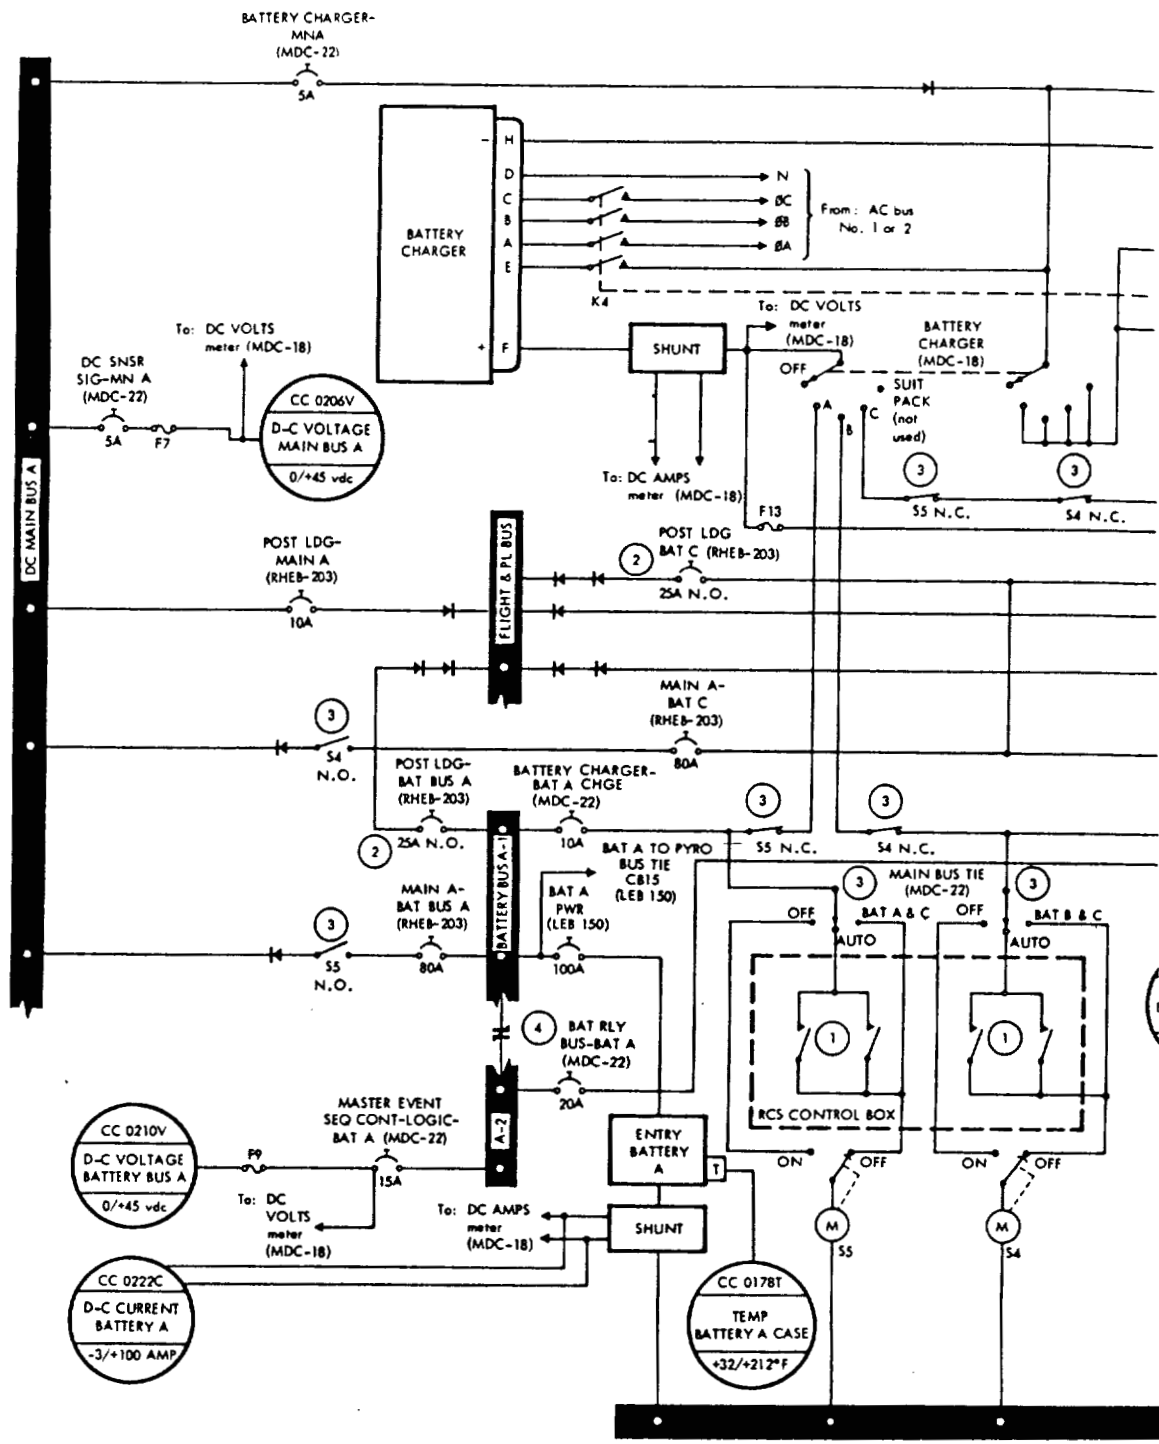 BATTERY CHARGER-
MNA
(MDC-22)
5A
BATTERY
CHARGER
-
+
H
D
C
B
A
E
F
N
ØC
ØB
ØA
From: AC bus
No. 1 or 2
K4
To: DC VOLTS
meter
(MDC-18)
SHUNT
OFF
A
B
C
BATTERY
CHARGER
(MDC-18)
SUIT
PACK
(not
used)
To: DC AMPS
meter (MDC-18)
To: DC VOLTS
meter (MDC-18)
DC SNSR
SIG-MN A
(MDC-22)
5A
F7
CC 0206V
D-C VOLTAGE
MAIN BUS A
0/+45 vdc
DC MAIN BUS A
3
S5 N.C.
3
S4 N.C.
F13
POST LDG-
MAIN A
(RHEB-203)
10A
FLIGHT & PL BUS
2
POST LDG
BAT C (RHEB-203)
25A N.O.
MAIN A-
BAT C
(RHEB-203)
80A
3
S4
N.O.
POST LDG-
BAT BUS A
(RHEB-203)
25A N.O.
2
BATTERY CHARGER-
BAT A CHGE
(MDC-22)
10A
3
S5 N.C.
3
S4 N.C.
BATTERY BUS A-1
BAT A TO PYRO
BUS TIE
CB15
(LEB 150)
BAT A
PWR
(LEB 150)
100A
MAIN A-
BAT BUS A
(RHEB-203)
80A
3
S5
N.O.
3
MAIN BUS TIE
(MDC-22)
3
OFF
BAT A & C
AUTO
OFF
BAT B & C
AUTO
1
1
RCS CONTROL BOX
4
BAT RLY
BUS-BAT A
(MDC-22)
20A
A-2
MASTER EVENT
SEQ CONT-LOGIC-
BAT A (MDC-22)
15A
F9
CC 0210V
D-C VOLTAGE
BATTERY BUS A
0/+45 vdc
To: DC
VOLTS
meter
(MDC-18)
To: DC AMPS
meter
(MDC-18)
ENTRY
BATTERY
A
T
SHUNT
ON
OFF
M
S5
ON
OFF
M
S4
CC 0222C
D-C CURRENT
BATTERY A
-3/+100 AMP
CC 0178T
TEMP
BATTERY A CASE
+32/+212°F